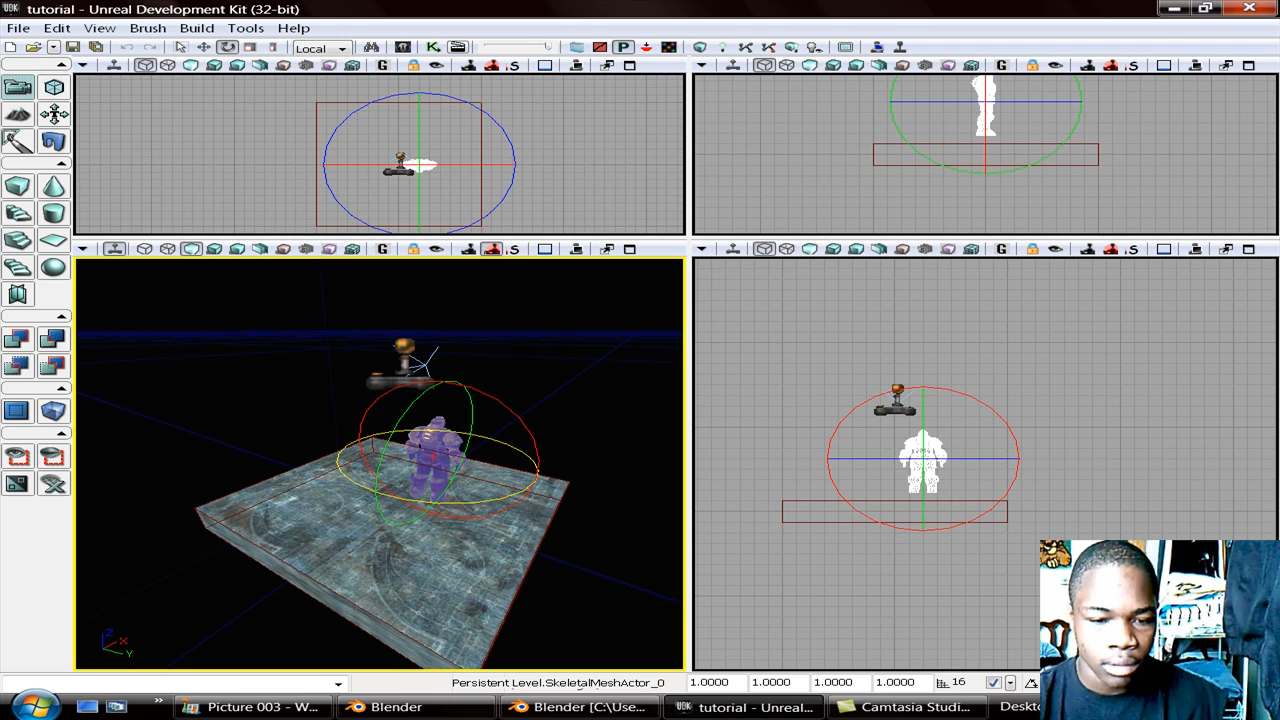 tutorial - Unreal Development Kit (32-bit)
File Edit View Brush Build Tools Help
Local
P
G
S
G
S
G
S
G
S
Z
X
Y
Persistent Level.SkeletalMeshActor_0 1.0000 1.0000 1.0000 1.0000 16
» Picture 003 - W... Blender Blender [C:\Use... tutorial - Unreal... Camtasia Studi... Deskto